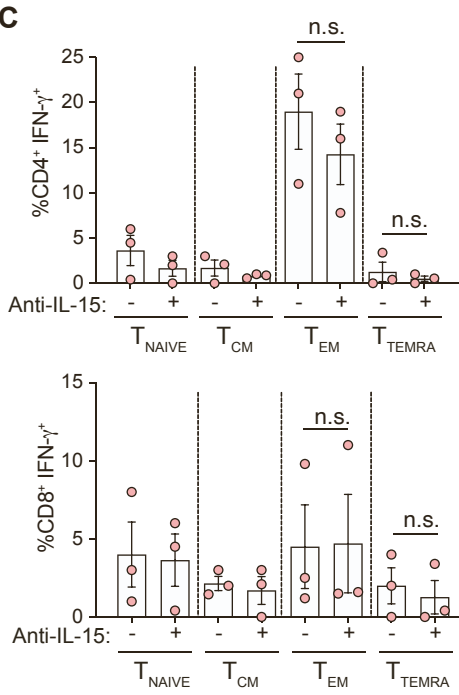 C
n.s.
25
20
15
10
5
0
%CD4⁺ IFN-γ⁺
n.s.
Anti-IL-15: - + - + - + - +
T_NAIVE T_CM T_EM T_TEMRA
15
10
5
0
%CD8⁺ IFN-γ⁺
n.s.
n.s.
Anti-IL-15: - + - + - + - +
T_NAIVE T_CM T_EM T_TEMRA